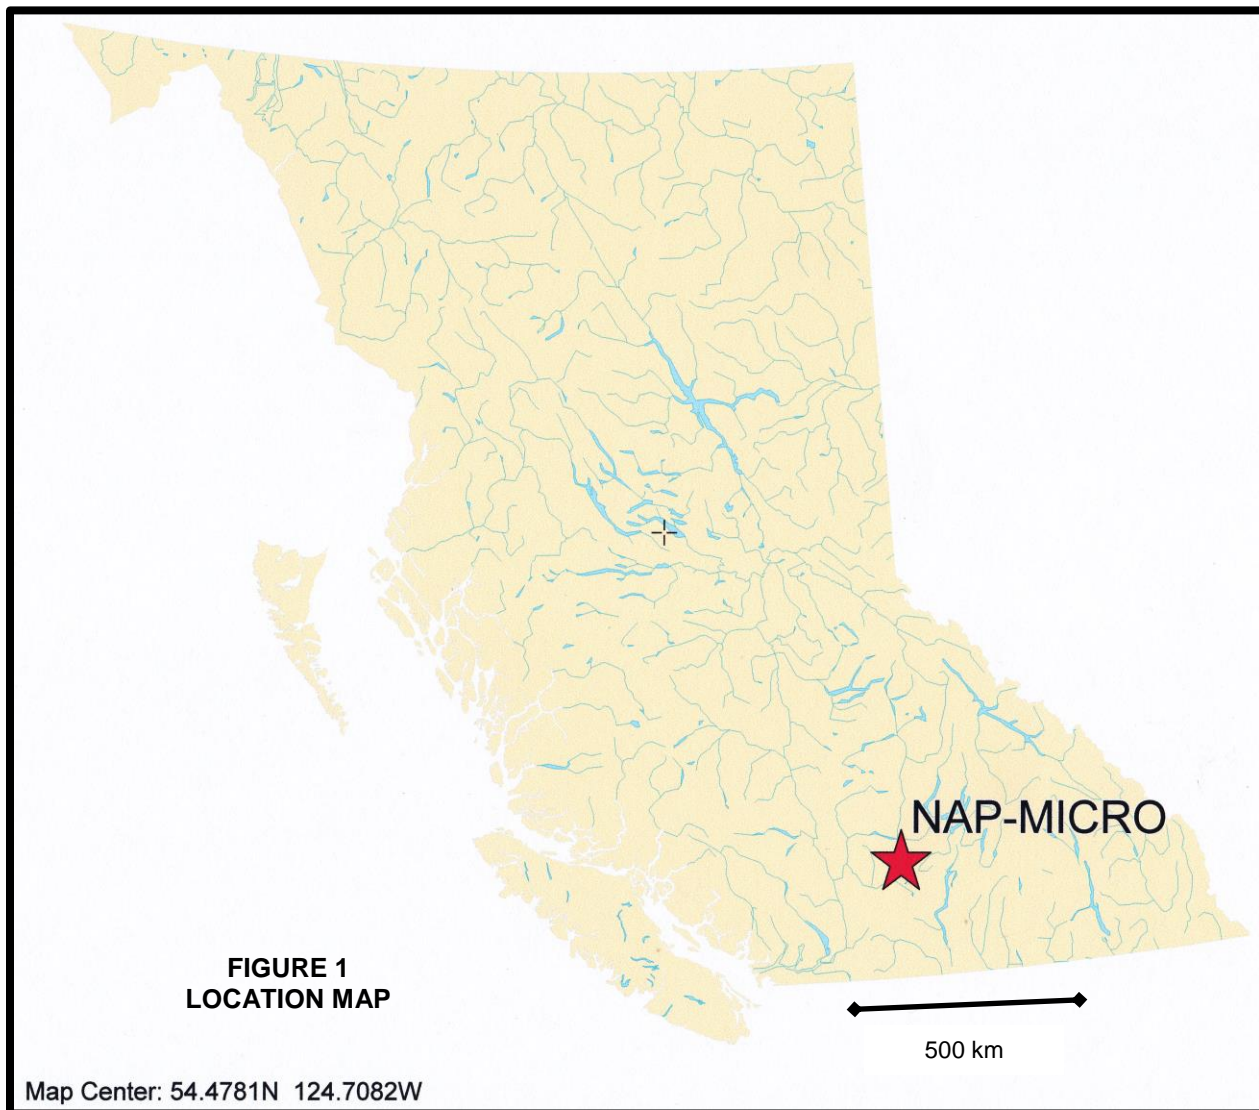 NAP-MICRO
FIGURE 1
LOCATION MAP
500 km
Map Center: 54.4781N 124.7082W